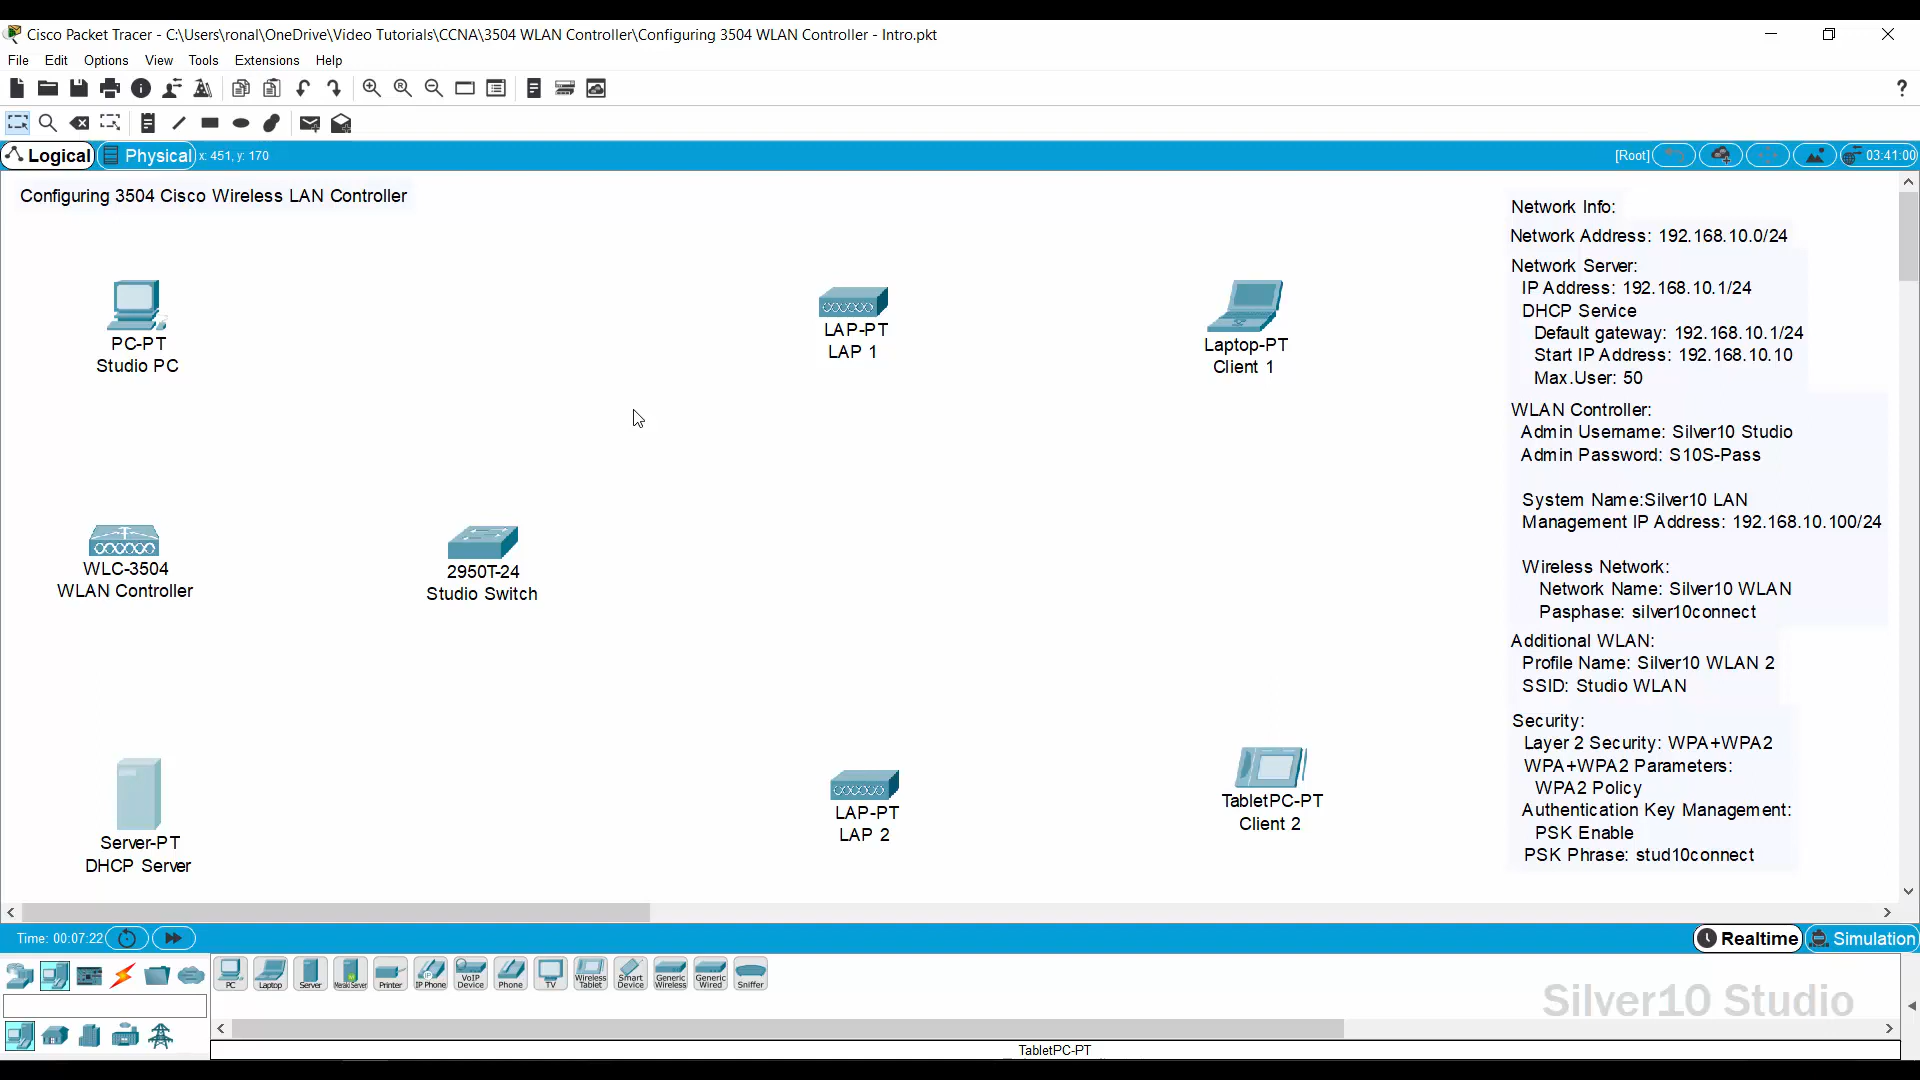 Cisco Packet Tracer - C:\Users\ronal\OneDrive\Video Tutorials\CCNA\3504 WLAN Controller\Configuring 3504 WLAN Controller - Intro.pkt
File Edit Options View Tools Extensions Help
Logical Physical x: 451, y: 170 [Root] 03:41:00
Configuring 3504 Cisco Wireless LAN Controller
PC-PT
Studio PC
LAP-PT
LAP 1
Laptop-PT
Client 1
WLC-3504
WLAN Controller
2950T-24
Studio Switch
Server-PT
DHCP Server
LAP-PT
LAP 2
TabletPC-PT
Client 2
Network Info:
Network Address: 192.168.10.0/24
Network Server:
IP Address: 192.168.10.1/24
DHCP Service
Default gateway: 192.168.10.1/24
Start IP Address: 192.168.10.10
Max.User: 50
WLAN Controller:
Admin Username: Silver10 Studio
Admin Password: S10S-Pass
System Name:Silver10 LAN
Management IP Address: 192.168.10.100/24
Wireless Network:
Network Name: Silver10 WLAN
Pasphase: silver10connect
Additional WLAN:
Profile Name: Silver10 WLAN 2
SSID: Studio WLAN
Security:
Layer 2 Security: WPA+WPA2
WPA+WPA2 Parameters:
WPA2 Policy
Authentication Key Management:
PSK Enable
PSK Phrase: stud10connect
Time: 00:07:22 Realtime Simulation
PC Laptop Server Meraki Server Printer IP Phone VoIP Device Phone TV Wireless Tablet Smart Device Generic Wireless Generic Wired Sniffer
Silver10 Studio
TabletPC-PT